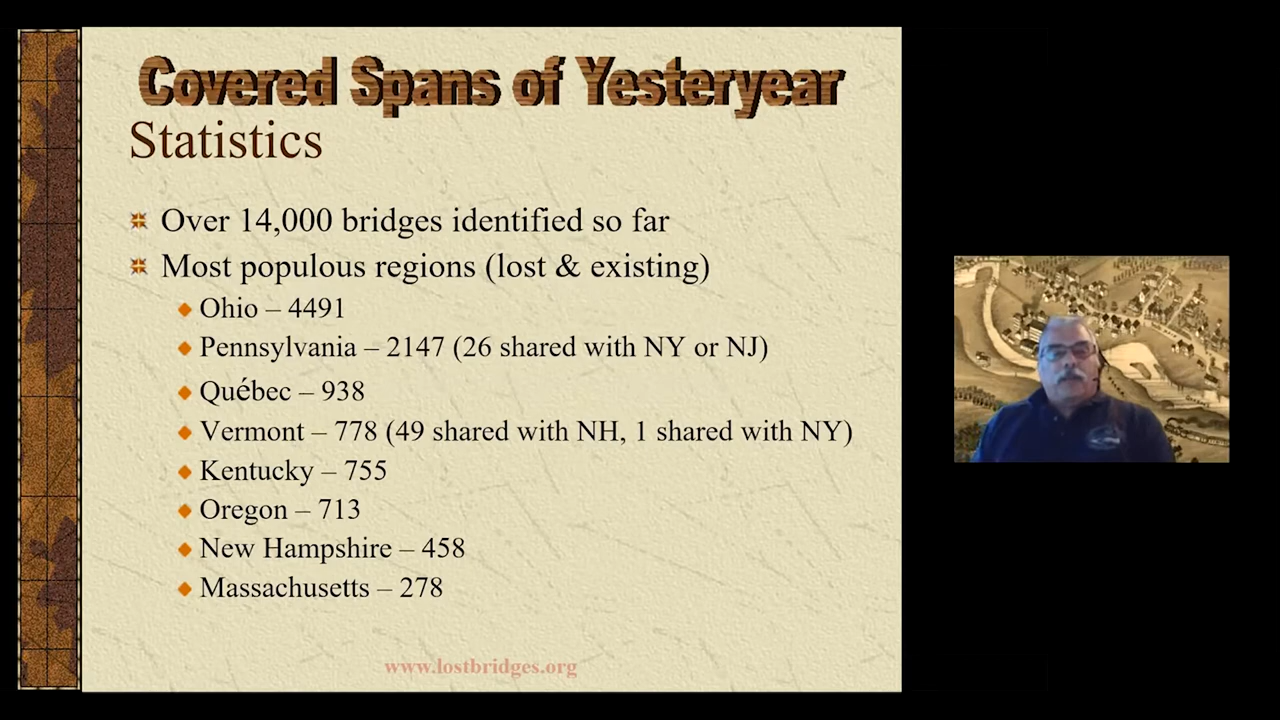 Covered Spans of Yesteryear
Statistics
Over 14,000 bridges identified so far
Most populous regions (lost & existing)
Ohio – 4491
Pennsylvania – 2147 (26 shared with NY or NJ)
Québec – 938
Vermont – 778 (49 shared with NH, 1 shared with NY)
Kentucky – 755
Oregon – 713
New Hampshire – 458
Massachusetts – 278
www.lostbridges.org